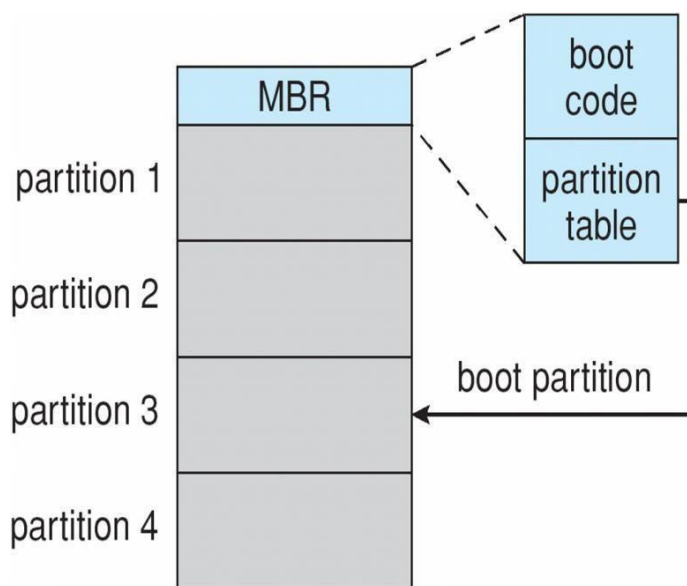 MBR
boot
code
partition
table
partition 1
partition 2
boot partition
partition 3
partition 4